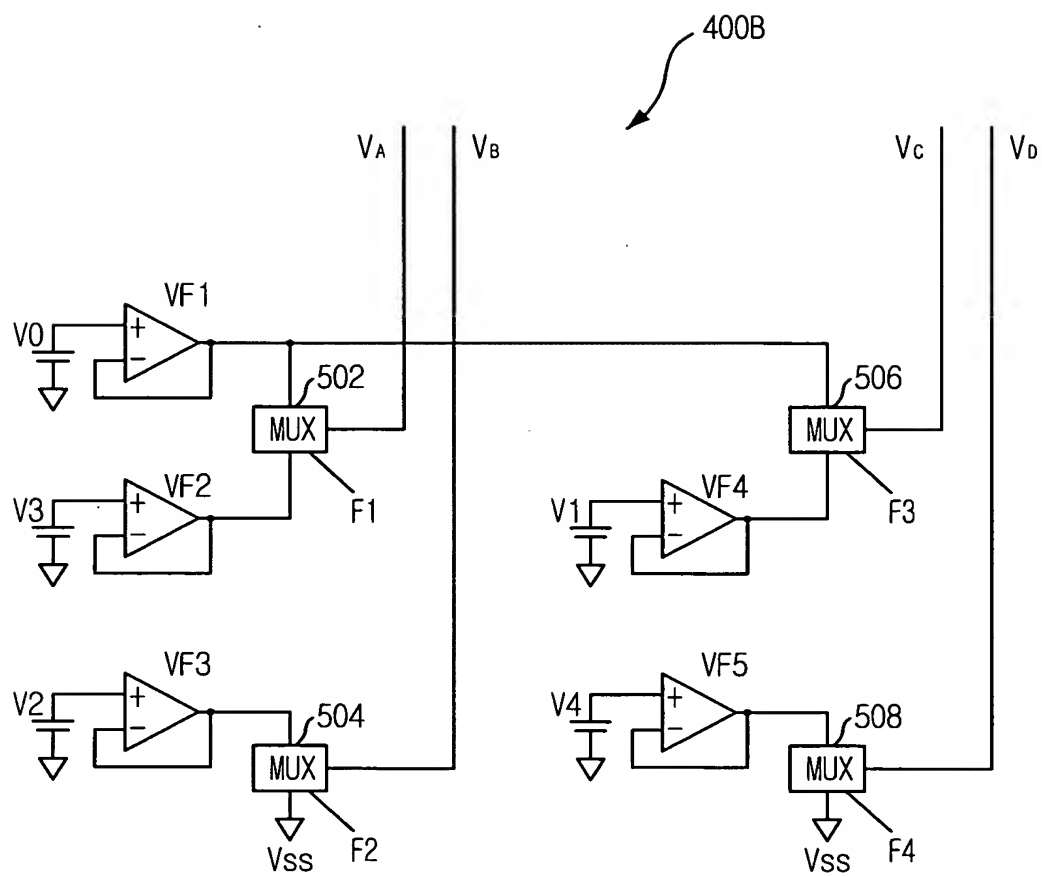 400B
VA VB VC VD
VF1
V0 + −
502 506
MUX MUX
VF2 VF4
V3 + − F1 V1 + − F3
VF3 VF5
V2 + − 504 V4 + − 508
MUX MUX
VSS F2 VSS F4